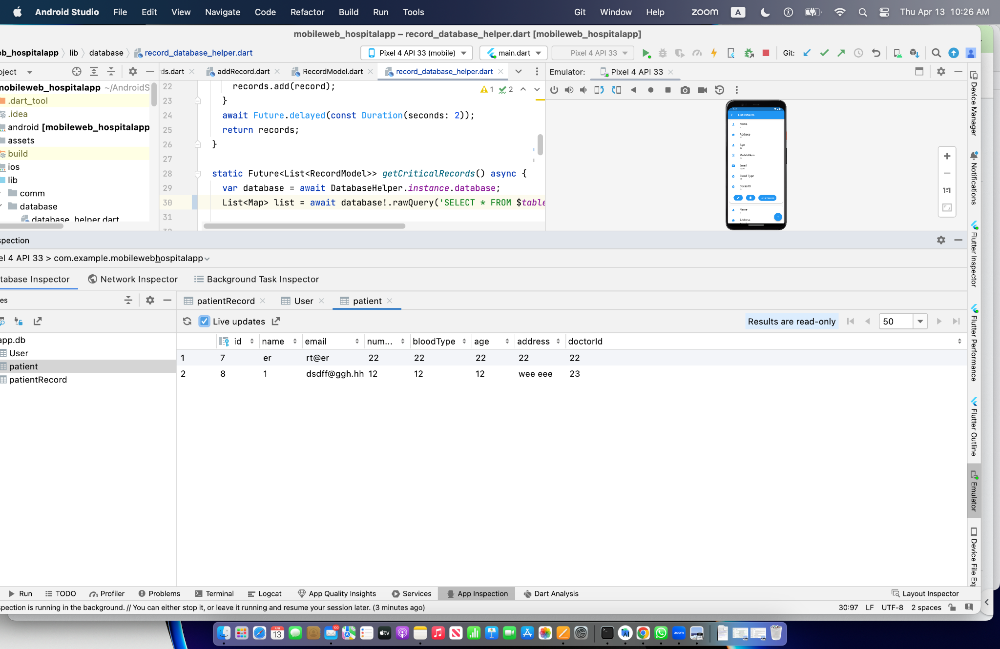 Android Studio File Edit View Navigate Code Refactor Build Run Tools Git Window Help zoom A Thu Apr 13 10:26 AM
mobileweb_hospitalapp – record_database_helper.dart [mobileweb_hospitalapp]
eb_hospitalapp lib database record_database_helper.dart Pixel 4 API 33 (mobile) main.dart Pixel 4 API 33 Git:
oject ds.dart addRecord.dart RecordModel.dart record_database_helper.dart Emulator: Pixel 4 API 33
mobileweb_hospitalapp ~/AndroidS
.dart_tool
.idea
android [mobileweb_hospitalapp
assets
build
ios
lib
comm
database
database_helper.dart
1 2
22 records.add(record);
23 }
24 await Future.delayed(const Duration(seconds: 2));
25 return records;
26 }
27
28 static Future<List<RecordModel>> getCriticalRecords() async {
29 var database = await DatabaseHelper.instance.database;
30 List<Map> list = await database!.rawQuery('SELECT * FROM $table
31
List Patients
Name
Address
Age
MobileNum
Email
Blood Type
DoctorID
Name
Address
1:1
Device Manager
Notifications
Flutter Inspector
Flutter Performance
Flutter Outline
Emulator
Device File Ex
spection
el 4 API 33 > com.example.mobilewebhospitalapp
tabase Inspector Network Inspector Background Task Inspector
es patientRecord User patient
Live updates Results are read-only 50
app.db
User
patient
patientRecord
id name email num... bloodType age address doctorId
1 7 er rt@er 22 22 22 22 22
2 8 1 dsdff@ggh.hh 12 12 12 wee eee 23
Run TODO Profiler Problems Terminal Logcat App Quality Insights Services App Inspection Dart Analysis Layout Inspector
spection is running in the background. // You can either stop it, or leave it running and resume your session later. (3 minutes ago) 30:97 LF UTF-8 2 spaces
APR
13
100
tv
zoom